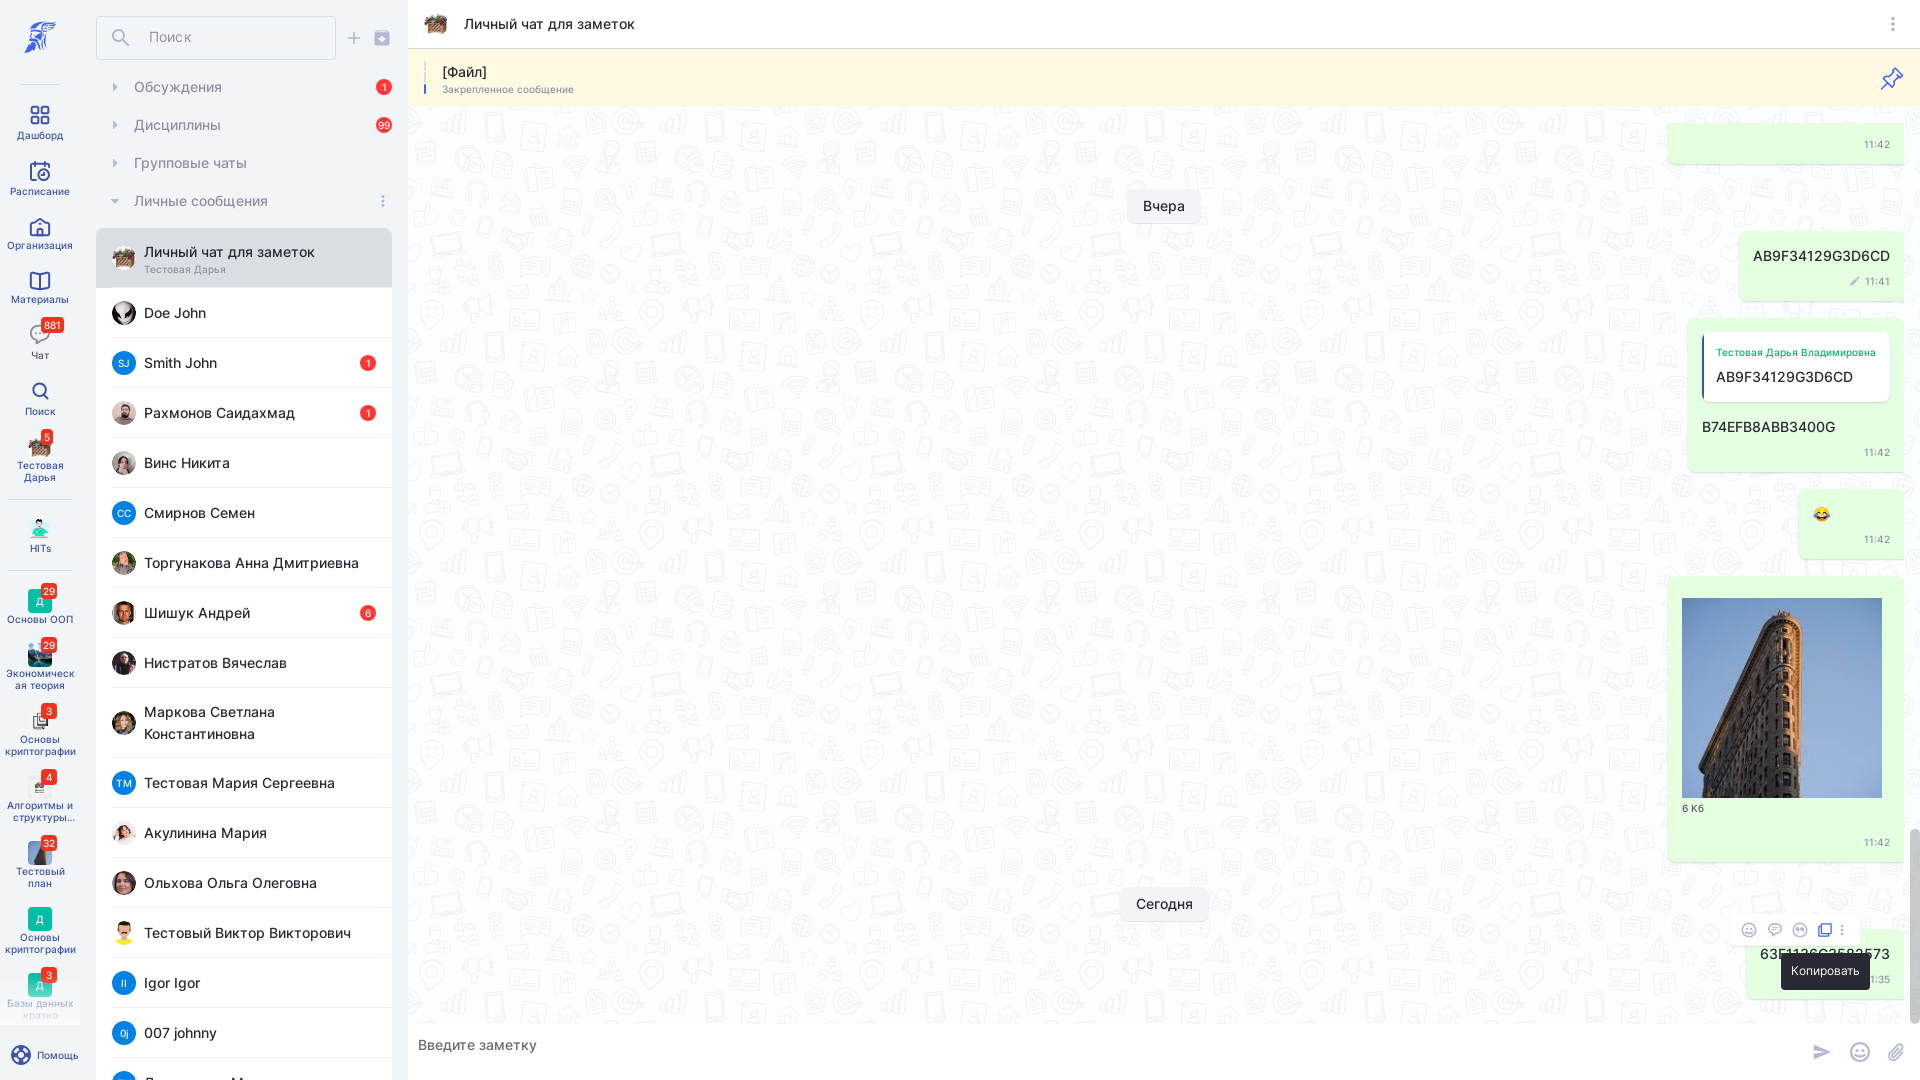 Дашборд
Расписание
Организация
Материалы
881
Чат
Поиск
5
Тестовая
Дарья
HITs
29
Д
Основы ООП
29
Экономическ
ая теория
3
Основы
криптографии
4
Алгоритмы и
структуры...
32
Тестовый
план
Д
Основы
криптографии
3
Д
Базы данных
кратко
Помощь
Поиск
Обсуждения
1
Дисциплины
99
Групповые чаты
Личные сообщения
Личный чат для заметок
Тестовая Дарья
Doe John
SJ
Smith John
1
Рахмонов Саидахмад
1
Винс Никита
СС
Смирнов Семен
Торгунакова Анна Дмитриевна
Шишук Андрей
6
Нистратов Вячеслав
Маркова Светлана
Константиновна
ТМ
Тестовая Мария Сергеевна
Акулинина Мария
Ольхова Ольга Олеговна
Тестовый Виктор Викторович
II
Igor Igor
0j
007 johnny
Личный чат для заметок
[Файл]
Закрепленное сообщение
11:42
Вчера
AB9F34129G3D6CD
11:41
Тестовая Дарья Владимировна
AB9F34129G3D6CD
B74EFB8ABB3400G
11:42
😂
11:42
6 Кб
11:42
Сегодня
Копировать
Введите заметку